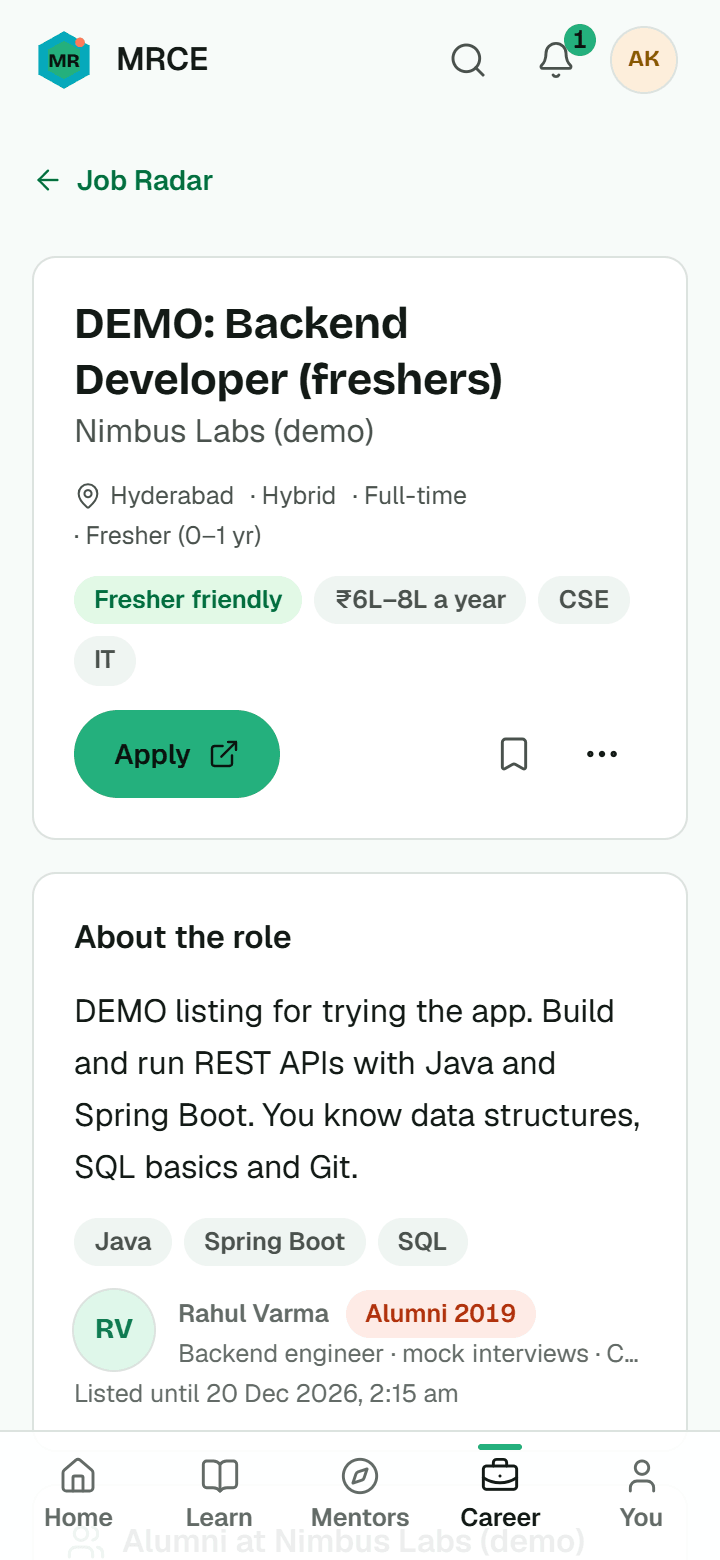 MR MRCE 1 AK
Job Radar
DEMO: Backend
Developer (freshers)
Nimbus Labs (demo)
Hyderabad · Hybrid · Full-time
· Fresher (0–1 yr)
Fresher friendly ₹6L–8L a year CSE
IT
Apply
About the role
DEMO listing for trying the app. Build
and run REST APIs with Java and
Spring Boot. You know data structures,
SQL basics and Git.
Java Spring Boot SQL
RV Rahul Varma Alumni 2019
Backend engineer · mock interviews · C...
Listed until 20 Dec 2026, 2:15 am
Home Learn Mentors Career You
Alumni at Nimbus Labs (demo)